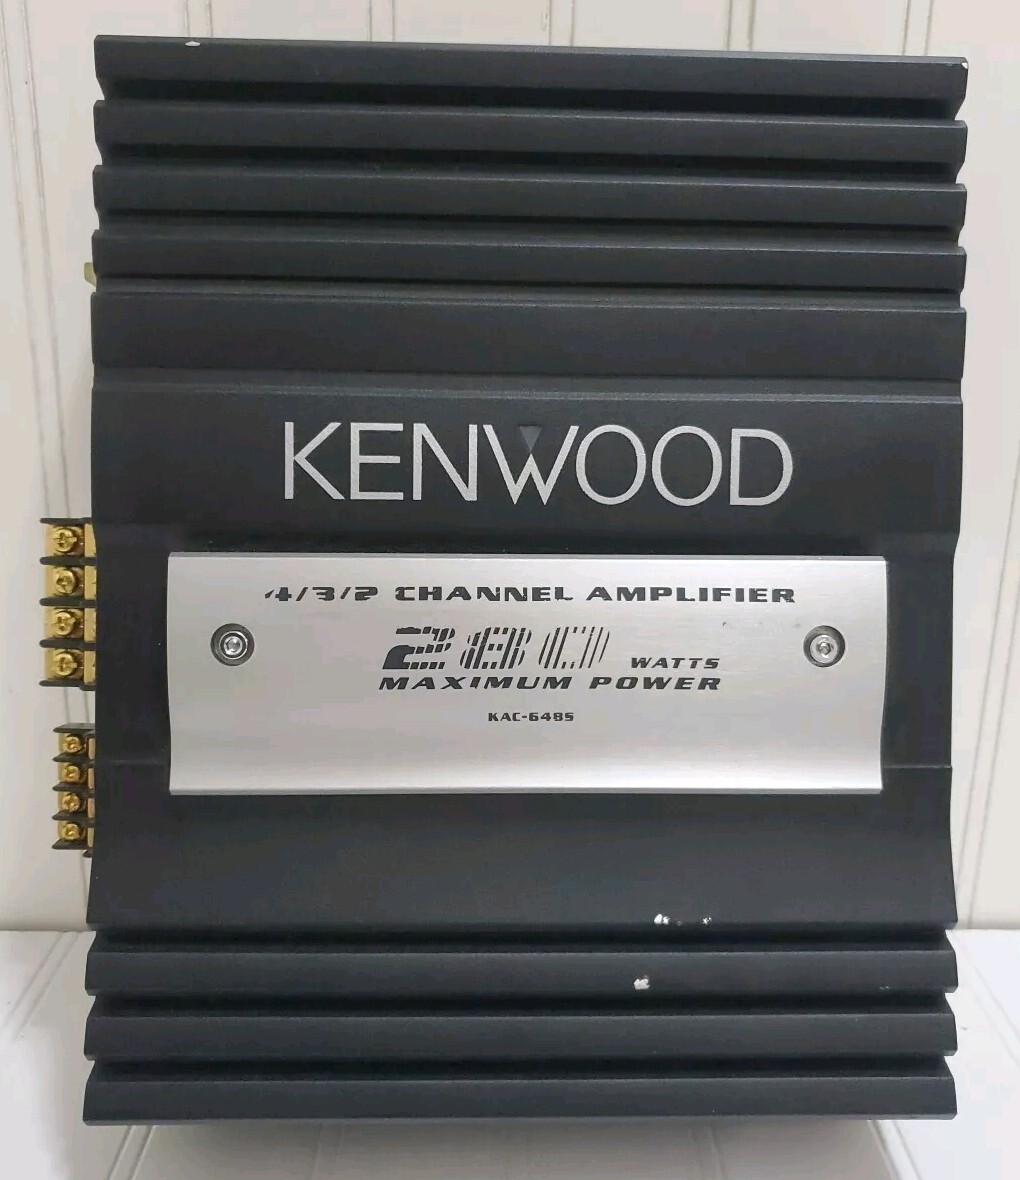 KENWOOD
4/3/2 CHANNEL AMPLIFIER
280 WATTS
MAXIMUM POWER
KAC-648S